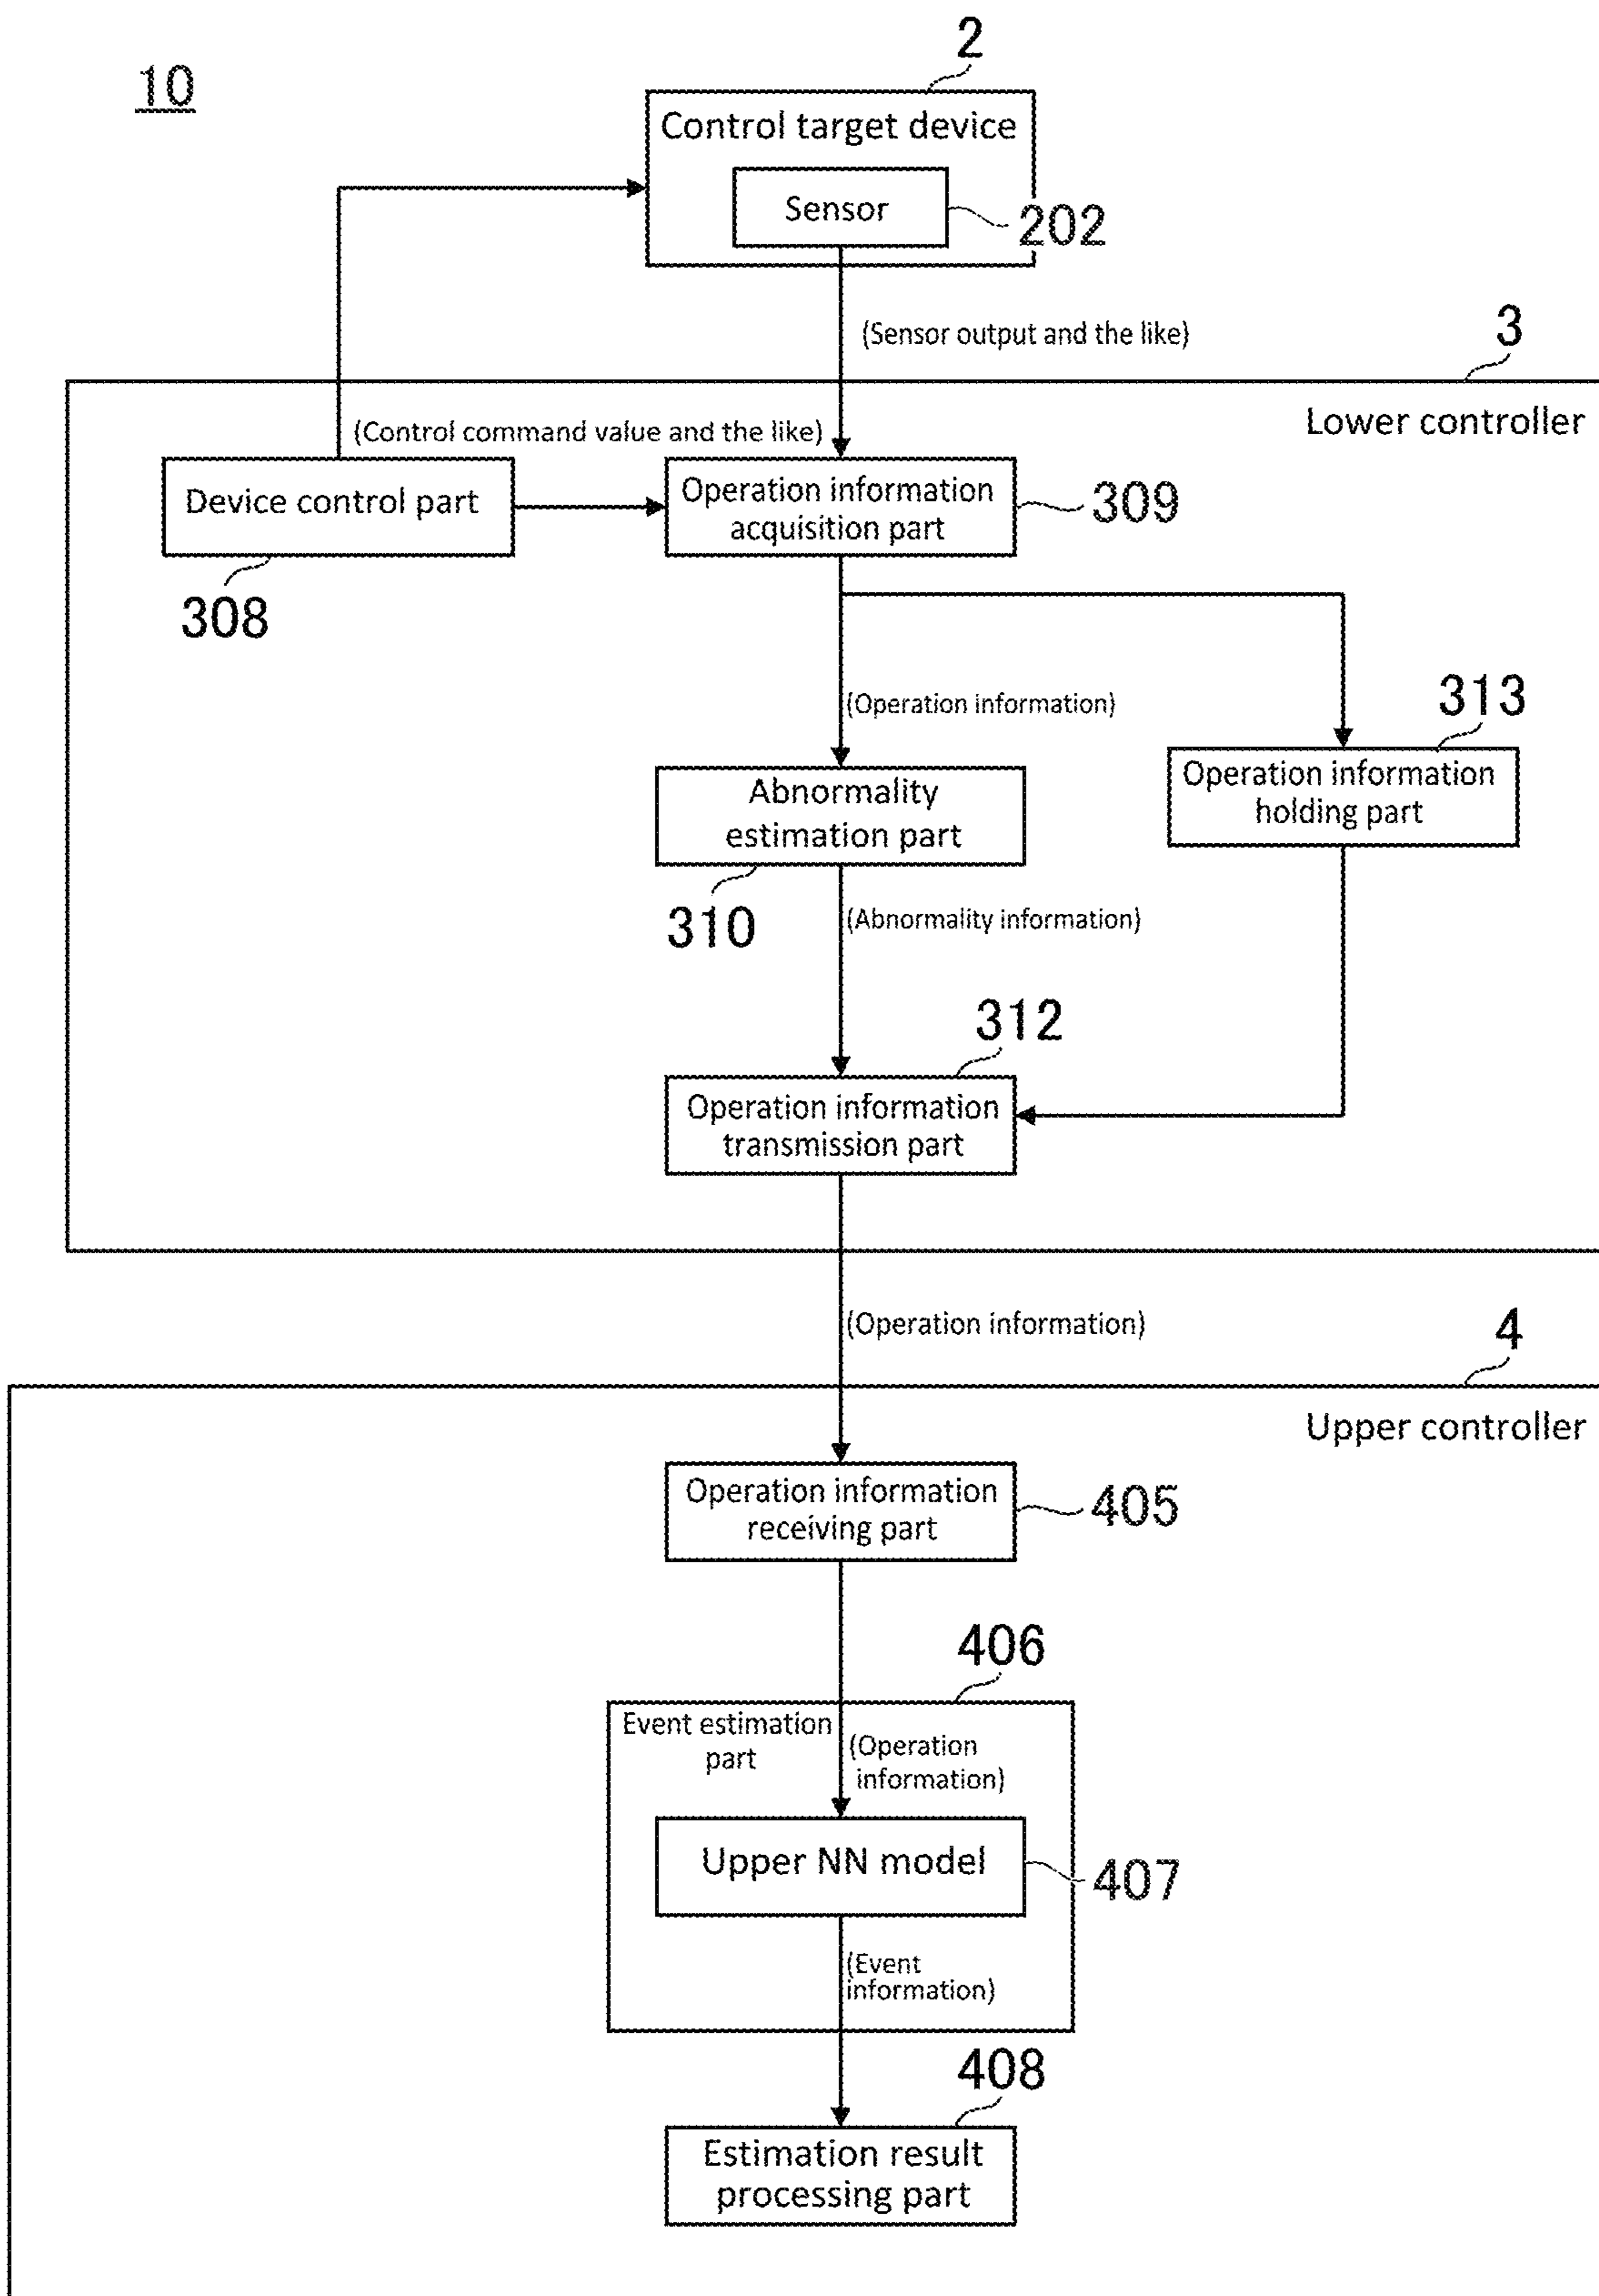 10
2
Control target device
Sensor
202
(Sensor output and the like)
3
Lower controller
(Control command value and the like)
Device control part
308
Operation information
acquisition part
309
(Operation information)
313
Operation information
holding part
Abnormality
estimation part
310
(Abnormality information)
312
Operation information
transmission part
(Operation information)
4
Upper controller
Operation information
receiving part
405
406
Event estimation
part
(Operation
information)
Upper NN model
407
(Event
information)
408
Estimation result
processing part